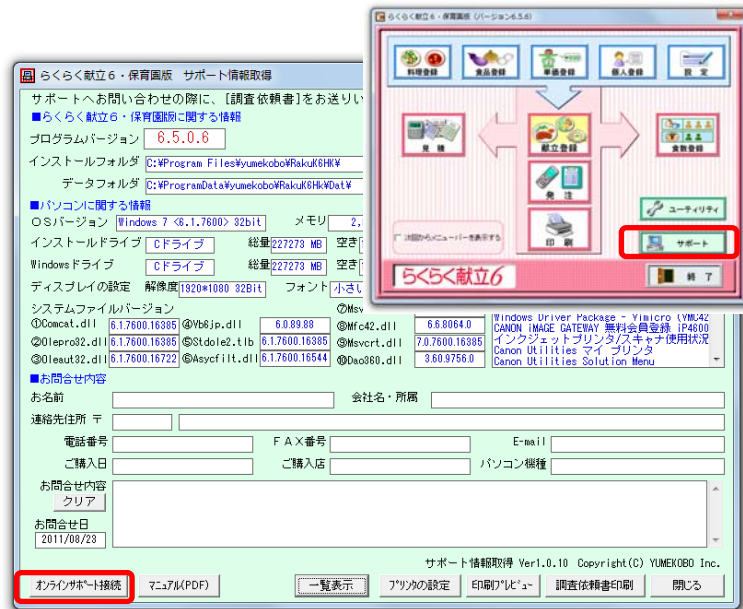 らくらく献立6・保育園版 (バージョン6.5.6)
料理登録 食品登録 単価登録 個人登録 設 定
見 積 献立登録 食数登録
発 注
ユーティリティ
次回からメニューバーを表示する
印 刷
サポート
らくらく献立6
終 了
らくらく献立6・保育園版 サポート情報取得
サポートへお問い合わせの際に、[調査依頼書]をお送りい
■らくらく献立6・保育園版に関する情報
プログラムバージョン 6.5.0.6
インストールフォルダ C:¥Program Files¥yumekobo¥RakuK6HK¥
データフォルダ C:¥ProgramData¥yumekobo¥RakuK6Hk¥Dat¥
■パソコンに関する情報
OSバージョン Windows 7 <6.1.7600> 32bit メモリ 2,
インストールドライブ Cドライブ 総量 227273 MB 空き
Windowsドライブ Cドライブ 総量 227273 MB 空き
ディスプレイの設定 解像度 1920*1080 32Bit フォント 小さい
システムファイルバージョン ⑦Msv
Windows Driver Package - Vimicro (VMC42
①Comcat.dll 6.1.7600.16385 ④Vb6jp.dll 6.0.89.88 ⑧Mfc42.dll 6.6.8064.0 CANON iMAGE GATEWAY 無料会員登録 iP4600
②Olepro32.dll 6.1.7600.16385 ⑤Stdole2.tlb 6.1.7600.16385 ⑨Msvcrt.dll 7.0.7600.16385 インクジェットプリンタ/スキャナ使用状況
Canon Utilities マイ プリンタ
③Oleaut32.dll 6.1.7600.16722 ⑥Asycfilt.dll 6.1.7600.16544 ⑩Dao360.dll 3.60.9756.0 Canon Utilities Solution Menu
■お問合せ内容
お名前 会社名・所属
連絡先住所 〒
電話番号 FAX番号 E-mail
ご購入日 ご購入店 パソコン機種
お問合せ内容
クリア
お問合せ日
2011/08/23
サポート情報取得 Ver1.0.10 Copyright(C) YUMEKOBO Inc.
オンラインサポート接続 マニュアル(PDF) 一覧表示 プリンタの設定 印刷プレビュー 調査依頼書印刷 閉じる